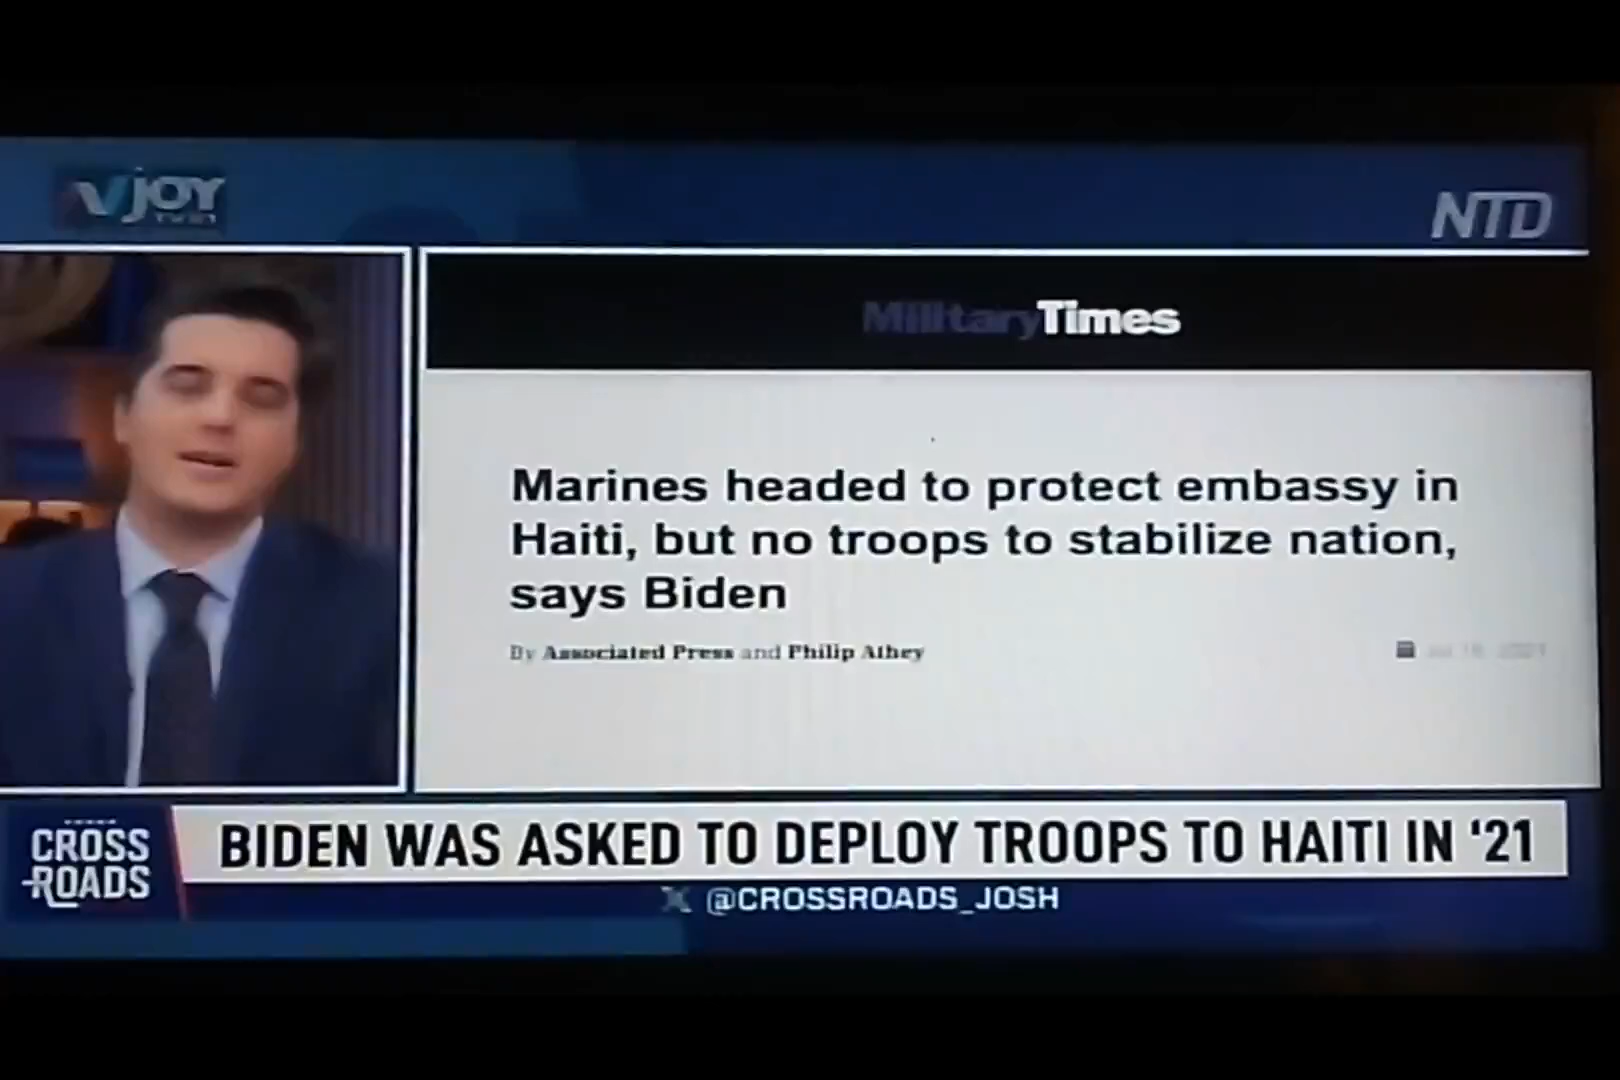 JOY
NTD
MilitaryTimes
Marines headed to protect embassy in
Haiti, but no troops to stabilize nation,
says Biden
By Associated Press and Philip Athey
CROSS
ROADS
BIDEN WAS ASKED TO DEPLOY TROOPS TO HAITI IN '21
X @CROSSROADS_JOSH